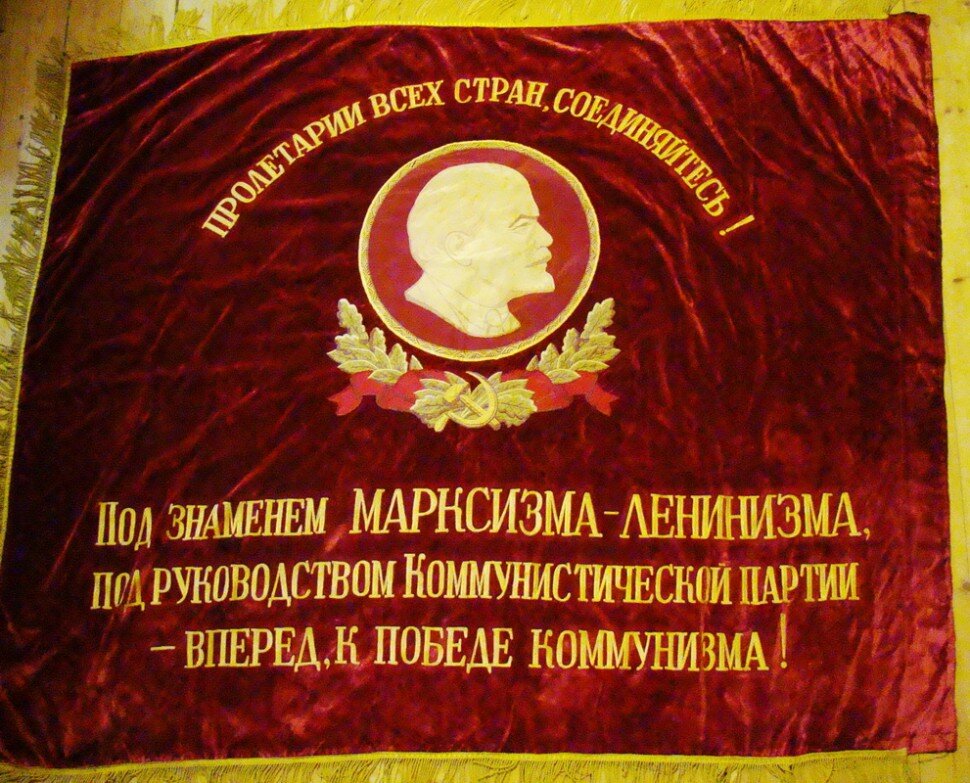 ПРОЛЕТАРИИ ВСЕХ СТРАН, СОЕДИНЯЙТЕСЬ!
ПОД ЗНАМЕНЕМ МАРКСИЗМА-ЛЕНИНИЗМА,
ПОД РУКОВОДСТВОМ КОММУНИСТИЧЕСКОЙ ПАРТИИ
– ВПЕРЕД, К ПОБЕДЕ КОММУНИЗМА!